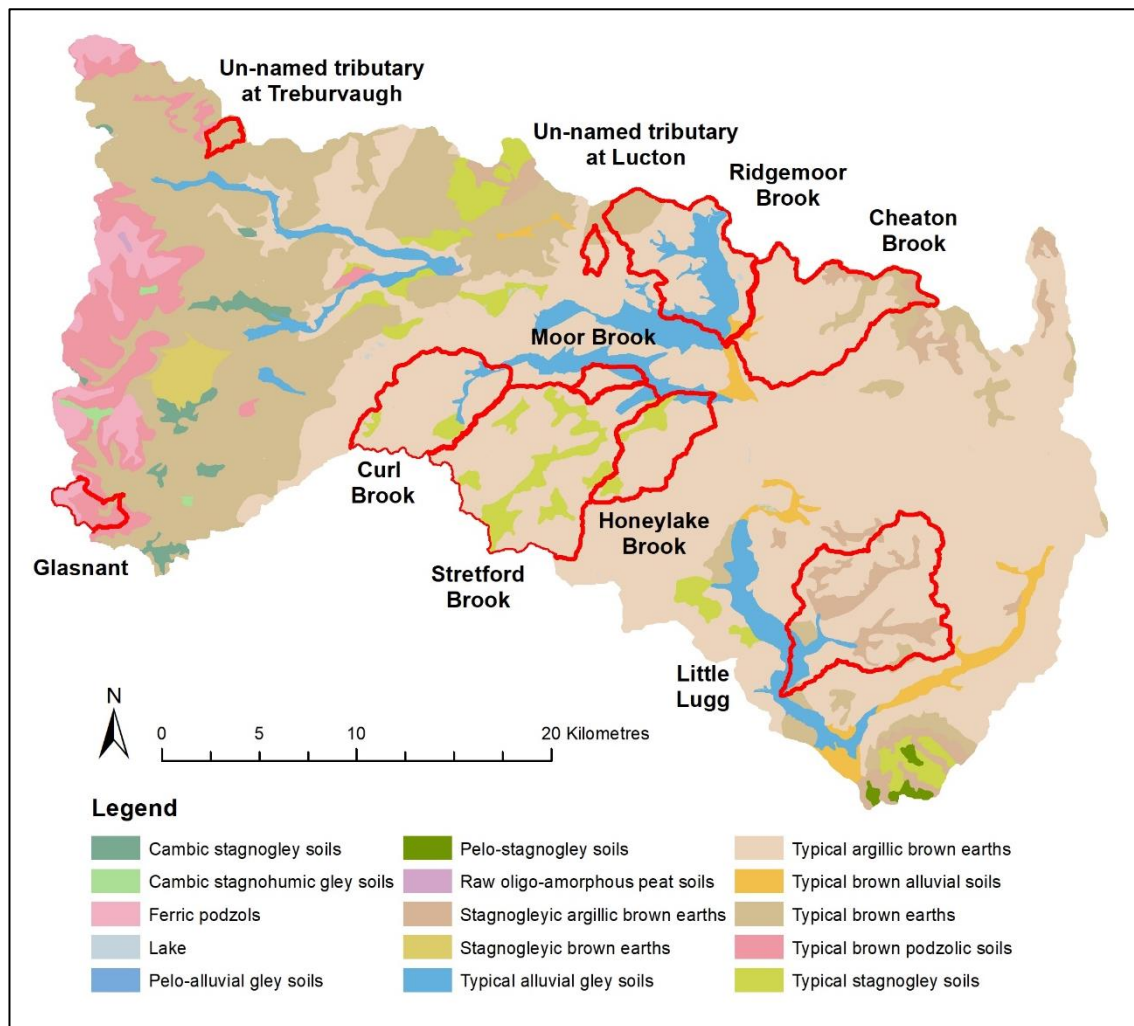 Un-named tributary
at Treburvaugh
Un-named tributary
at Lucton
Ridgemoor
Brook
Cheaton
Brook
Moor Brook
Curl
Brook
Honeylake
Brook
Glasnant
Stretford
Brook
Little
Lugg
N
0 5 10 20 Kilometres
Legend
Cambic stagnogley soils
Cambic stagnohumic gley soils
Ferric podzols
Lake
Pelo-alluvial gley soils
Pelo-stagnogley soils
Raw oligo-amorphous peat soils
Stagnogleyic argillic brown earths
Stagnogleyic brown earths
Typical alluvial gley soils
Typical argillic brown earths
Typical brown alluvial soils
Typical brown earths
Typical brown podzolic soils
Typical stagnogley soils